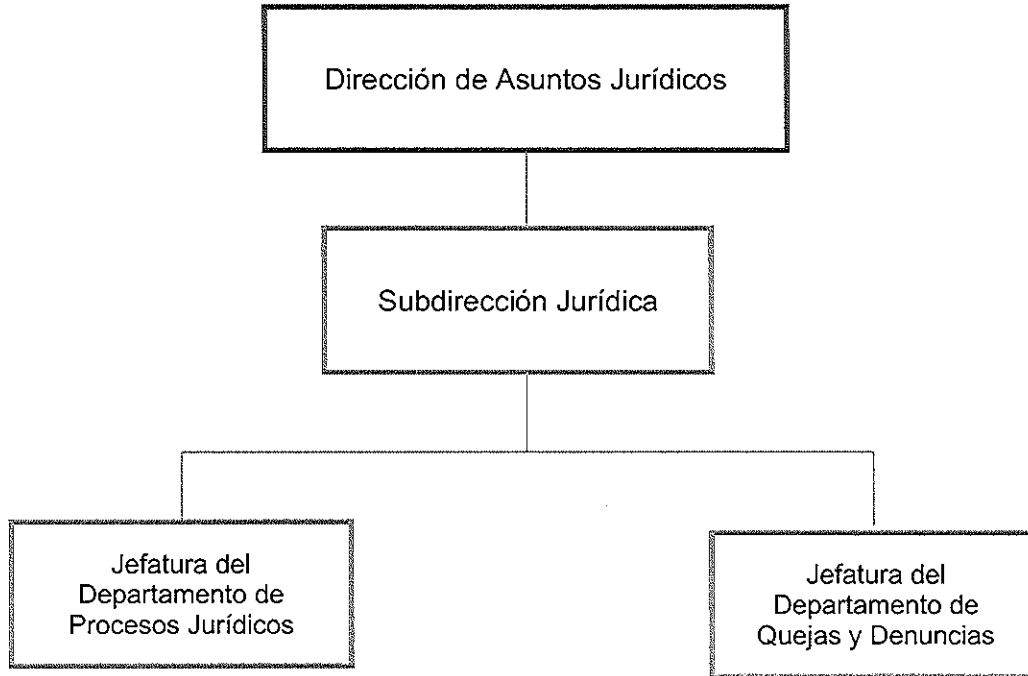 Dirección de Asuntos Jurídicos
Subdirección Jurídica
Jefatura del
Departamento de
Procesos Jurídicos
Jefatura del
Departamento de
Quejas y Denuncias